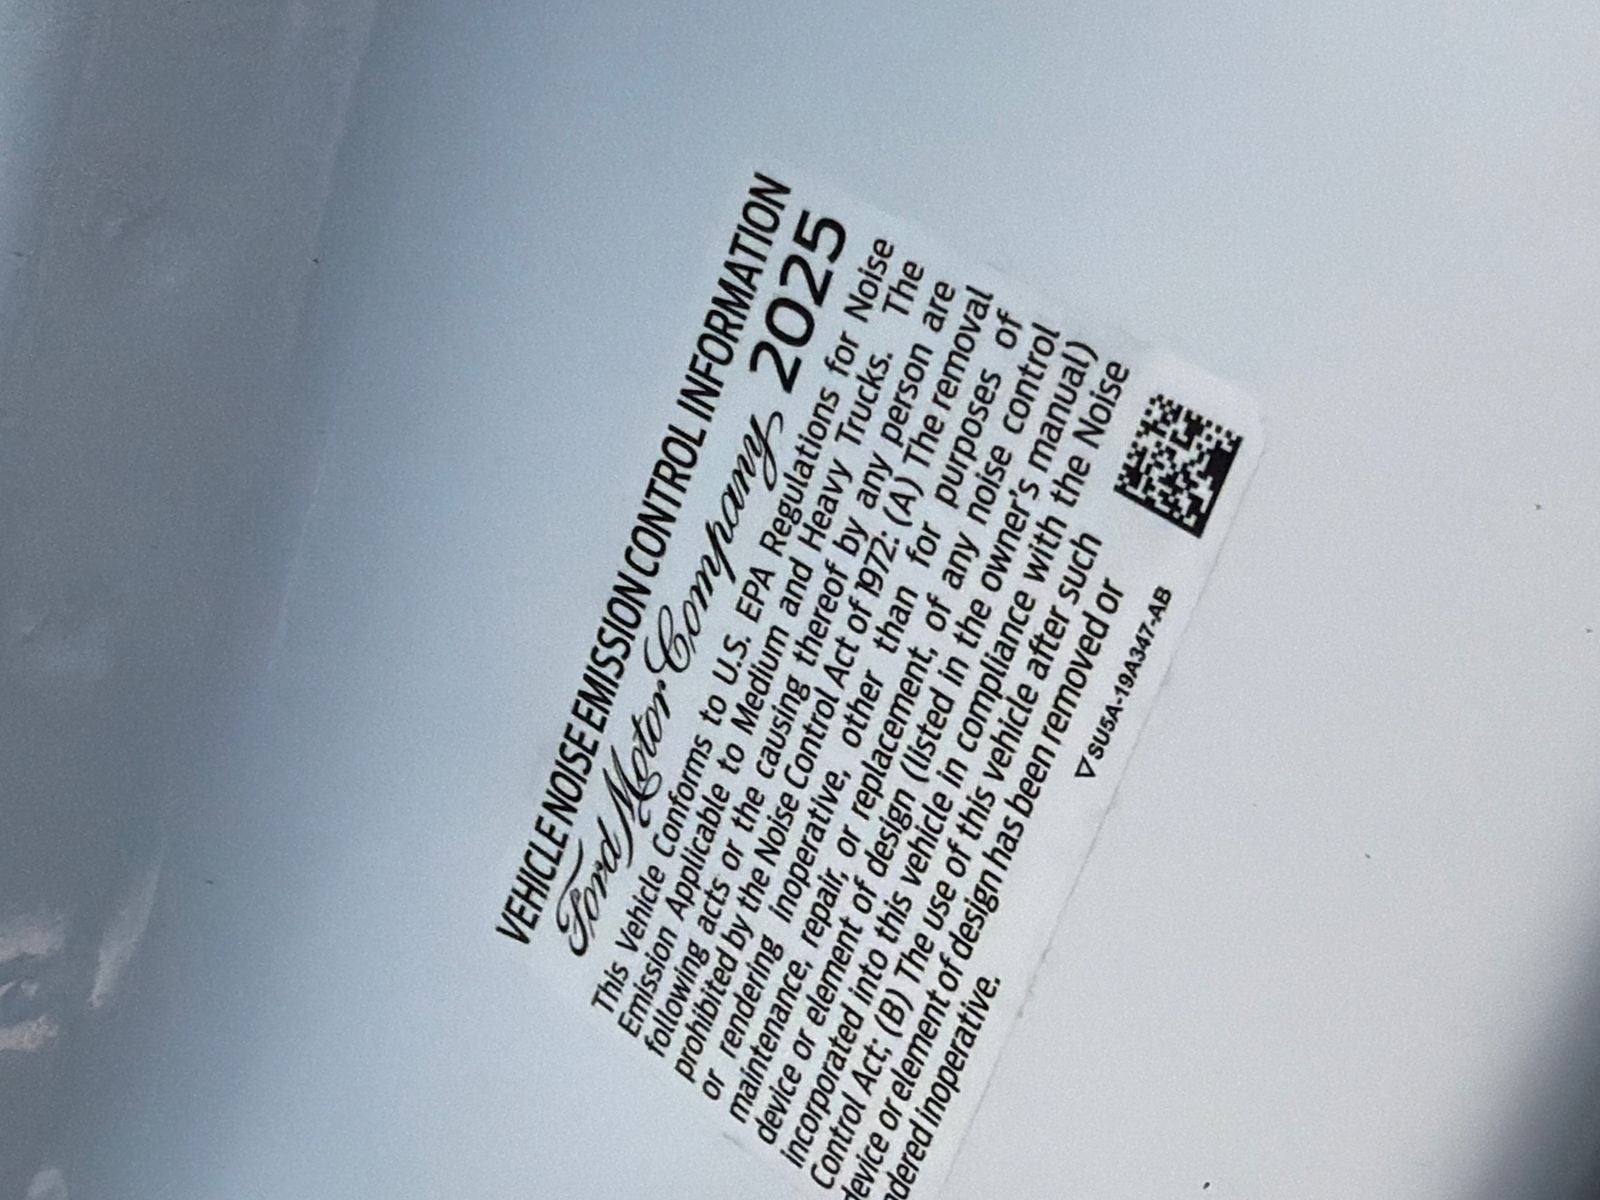 VEHICLE NOISE EMISSION CONTROL INFORMATION
Ford Motor Company 2025
This Vehicle Conforms to U.S. EPA Regulations for Noise
Emission Applicable to Medium and Heavy Trucks. The
following acts or the causing thereof by any person are
prohibited by the Noise Control Act of 1972: (A) The removal
or rendering inoperative, other than for purposes of
maintenance, repair, or replacement, of any noise control
device or element of design (listed in the owner's manual)
incorporated into this vehicle in compliance with the Noise
Control Act; (B) The use of this vehicle after such
device or element of design has been removed or
ndered inoperative.
▽SU5A-19A347-AB